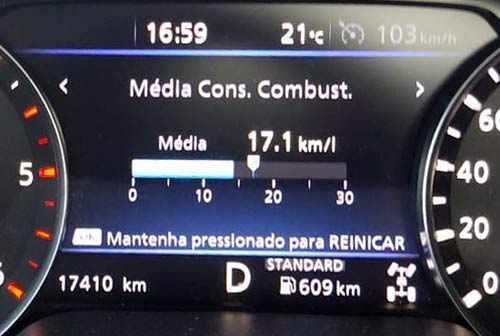 16:59 21°c 103 km/h
< Média Cons. Combust. >
Média 17.1 km/l
0 10 20 30
OK Mantenha pressionado para REINICAR
STANDARD
17410 km D 609 km
5
60
40
20
0